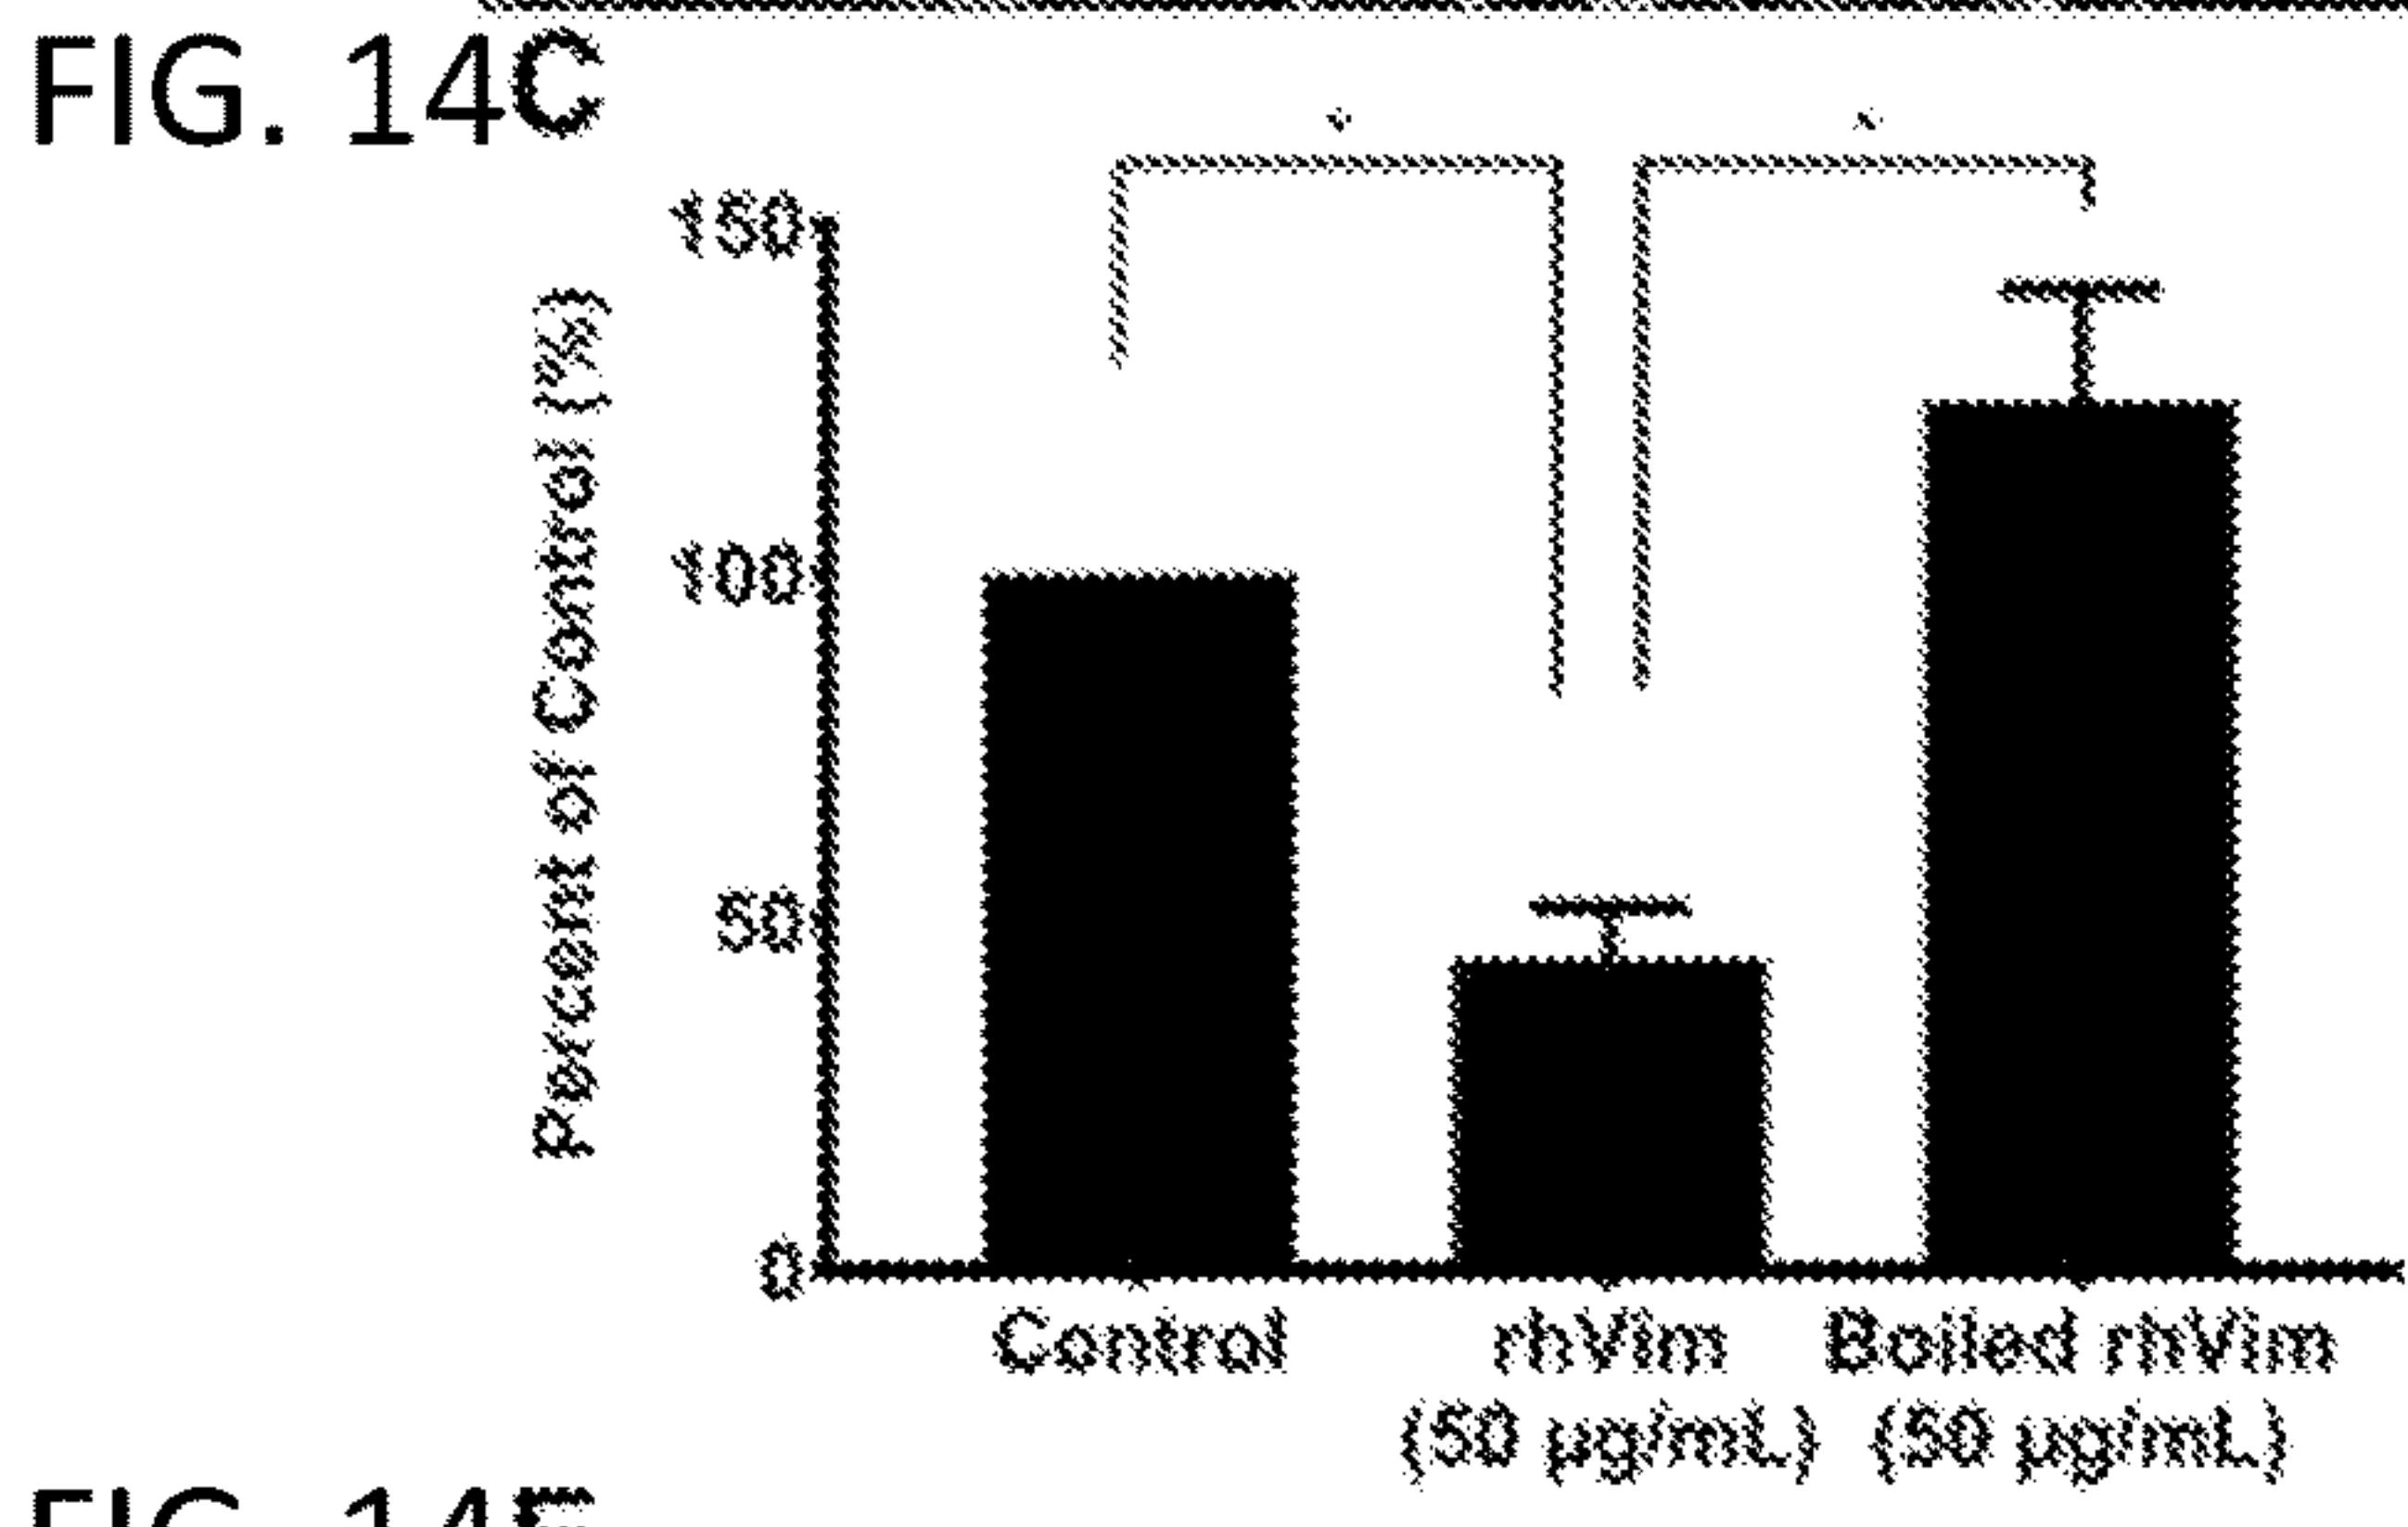 FIG. 14C
* *
150
100
50
0
Percent of Control (%)
Control rhVim Boiled rhVim
(50 µg/mL) (50 µg/mL)